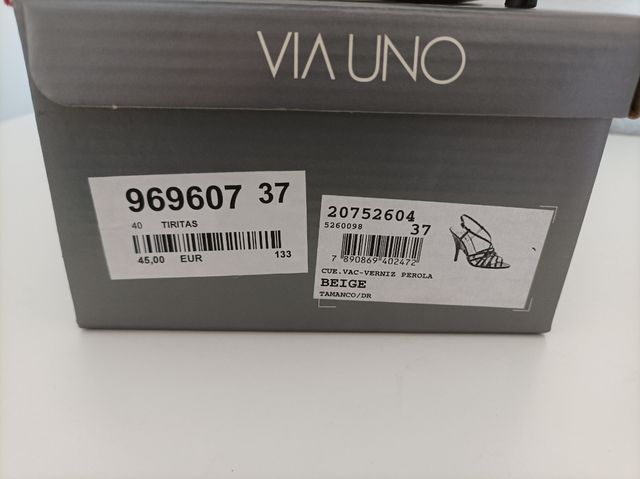 VIA UNO
969607 37
40 TIRITAS
45,00 EUR 133
20752604
5260098 37
7 890869 402472
CUE.VAC-VERNIZ PEROLA
BEIGE
TAMANCO/DR